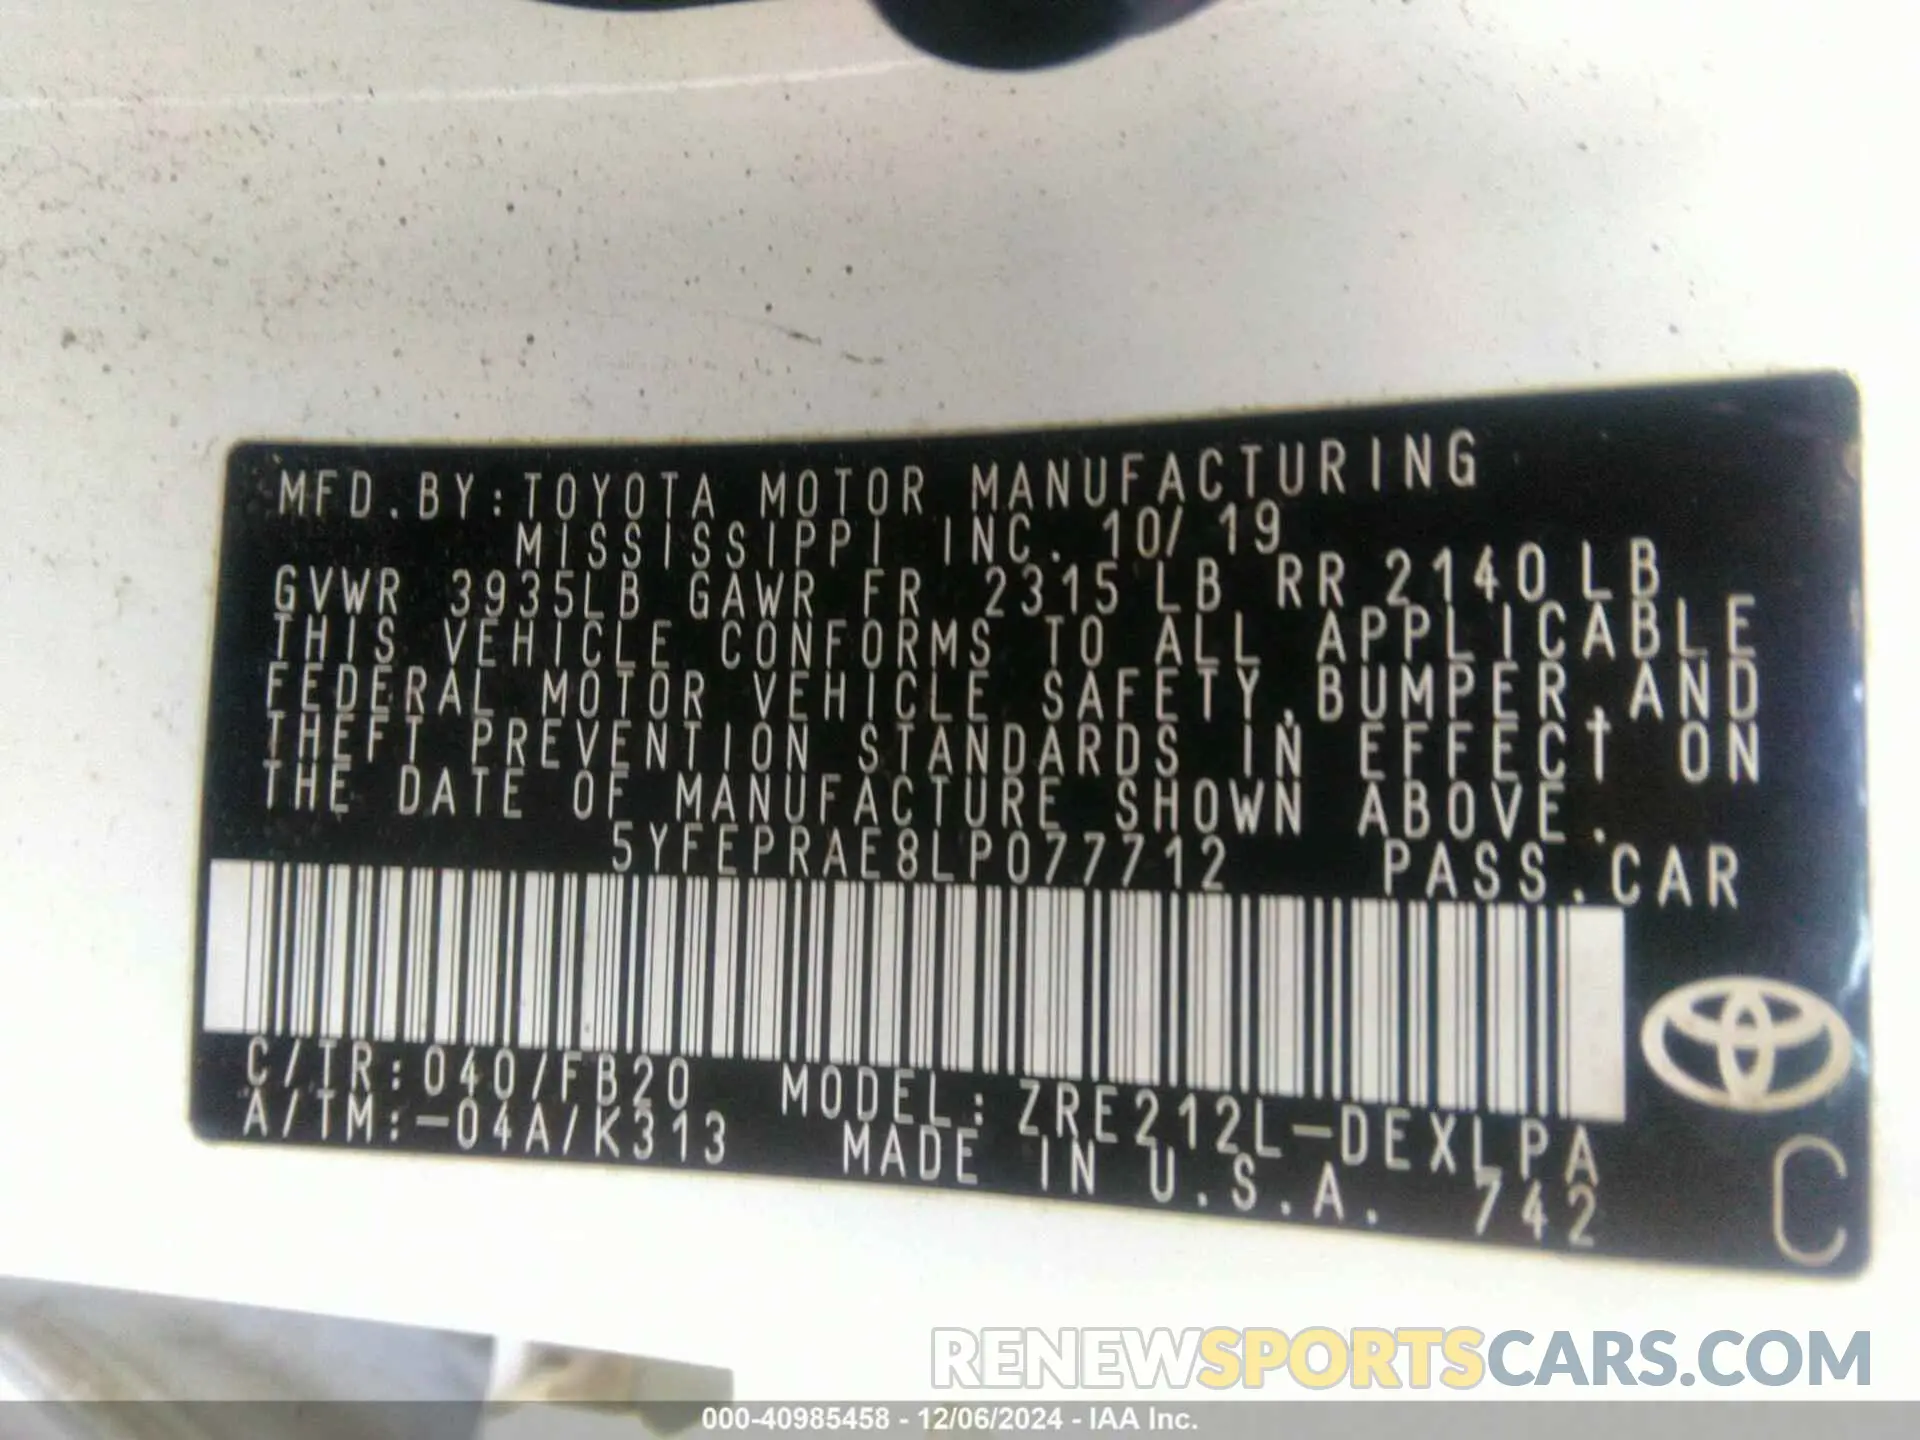 MFD. BY: TOYOTA MOTOR MANUFACTURING
MISSISSIPPI INC. 10/ 19
GVWR 3935LB GAWR FR 2315 LB RR 2140 LB
THIS VEHICLE CONFORMS TO ALL APPLICABLE
FEDERAL MOTOR VEHICLE SAFETY, BUMPER, AND
THEFT PREVENTION STANDARDS IN EFFECT ON
THE DATE OF MANUFACTURE SHOWN ABOVE.
5YFEPRAE8LP077712 PASS. CAR
C/TR: 040/FB20 MODEL: ZRE212L-DEXLPA
A/TM: -04A/K313 MADE IN U.S.A. 742
C
RENEWSPORTSCARS.COM
000-40985458 - 12/06/2024 - IAA Inc.